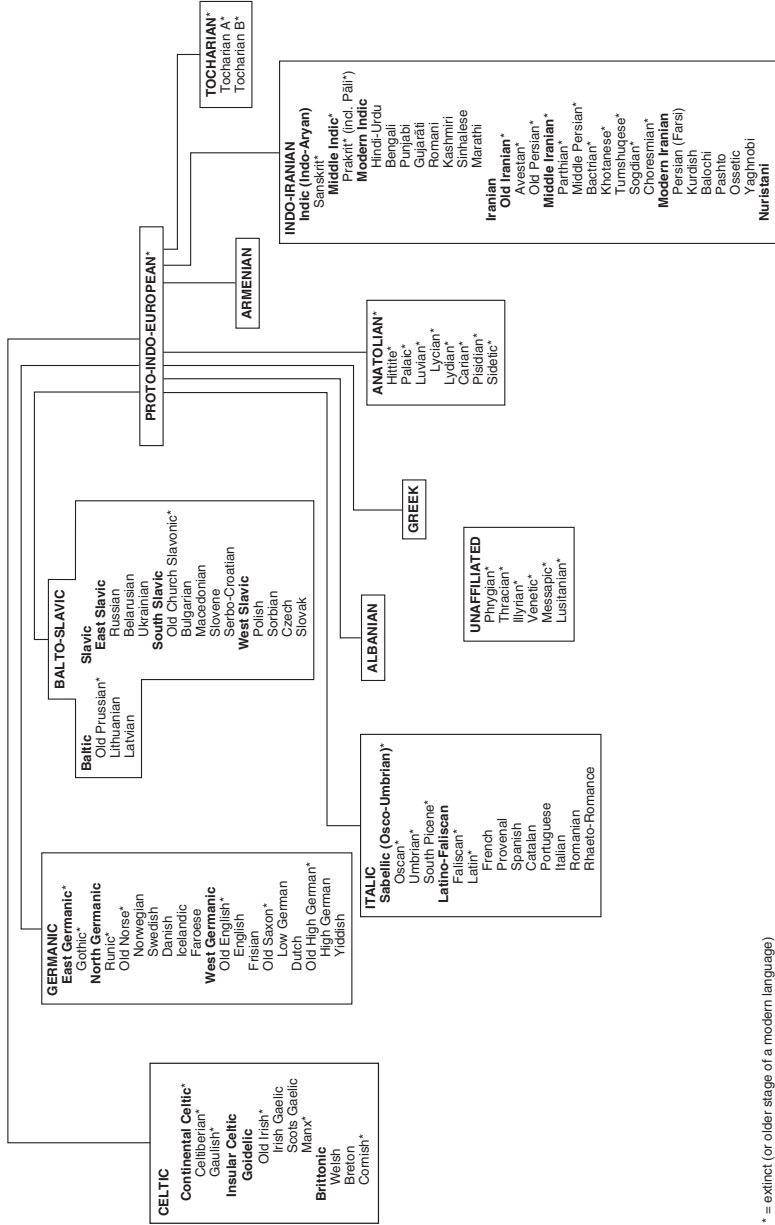 PROTO-INDO-EUROPEAN*
CELTIC
Continental Celtic*
Celtiberian*
Gaulish*
Insular Celtic
Goidelic
Old Irish*
Irish Gaelic
Scots Gaelic
Manx*
Brittonic
Welsh
Breton
Cornish*
GERMANIC
East Germanic*
Gothic*
North Germanic
Runic*
Old Norse*
Norwegian
Swedish
Danish
Icelandic
Faroese
West Germanic
Old English*
English
Frisian
Old Saxon*
Low German
Dutch
Old High German*
High German
Yiddish
BALTO-SLAVIC
Baltic
Old Prussian*
Lithuanian
Latvian
Slavic
East Slavic
Russian
Belarusian
Ukrainian
South Slavic
Old Church Slavonic*
Bulgarian
Macedonian
Slovene
Serbo-Croatian
West Slavic
Polish
Sorbian
Czech
Slovak
ITALIC
Sabellic (Osco-Umbrian)*
Oscan*
Umbrian*
South Picene*
Latino-Faliscan
Faliscan*
Latin*
French
Provenal
Spanish
Catalan
Portuguese
Italian
Romanian
Rhaeto-Romance
ALBANIAN
GREEK
ANATOLIAN*
Hittite*
Palaic*
Luvian*
Lycian*
Lydian*
Carian*
Pisidian*
Sidetic*
ARMENIAN
INDO-IRANIAN
Indic (Indo-Aryan)
Sanskrit*
Middle Indic*
Prakrit* (incl. Pāli*)
Modern Indic
Hindi-Urdu
Bengali
Punjabi
Gujarāti
Romani
Kashmiri
Sinhalese
Marathi
Iranian
Old Iranian*
Avestan*
Old Persian*
Middle Iranian*
Parthian*
Middle Persian*
Bactrian*
Khotanese*
Tumshuqese*
Sogdian*
Choresmian*
Modern Iranian
Persian (Farsi)
Kurdish
Balochi
Pashto
Ossetic
Yaghnobi
Nuristani
TOCHARIAN*
Tocharian A*
Tocharian B*
UNAFFILIATED
Phrygian*
Thracian*
Illyrian*
Venetic*
Messapic*
Lusitanian*
* = extinct (or older stage of a modern language)